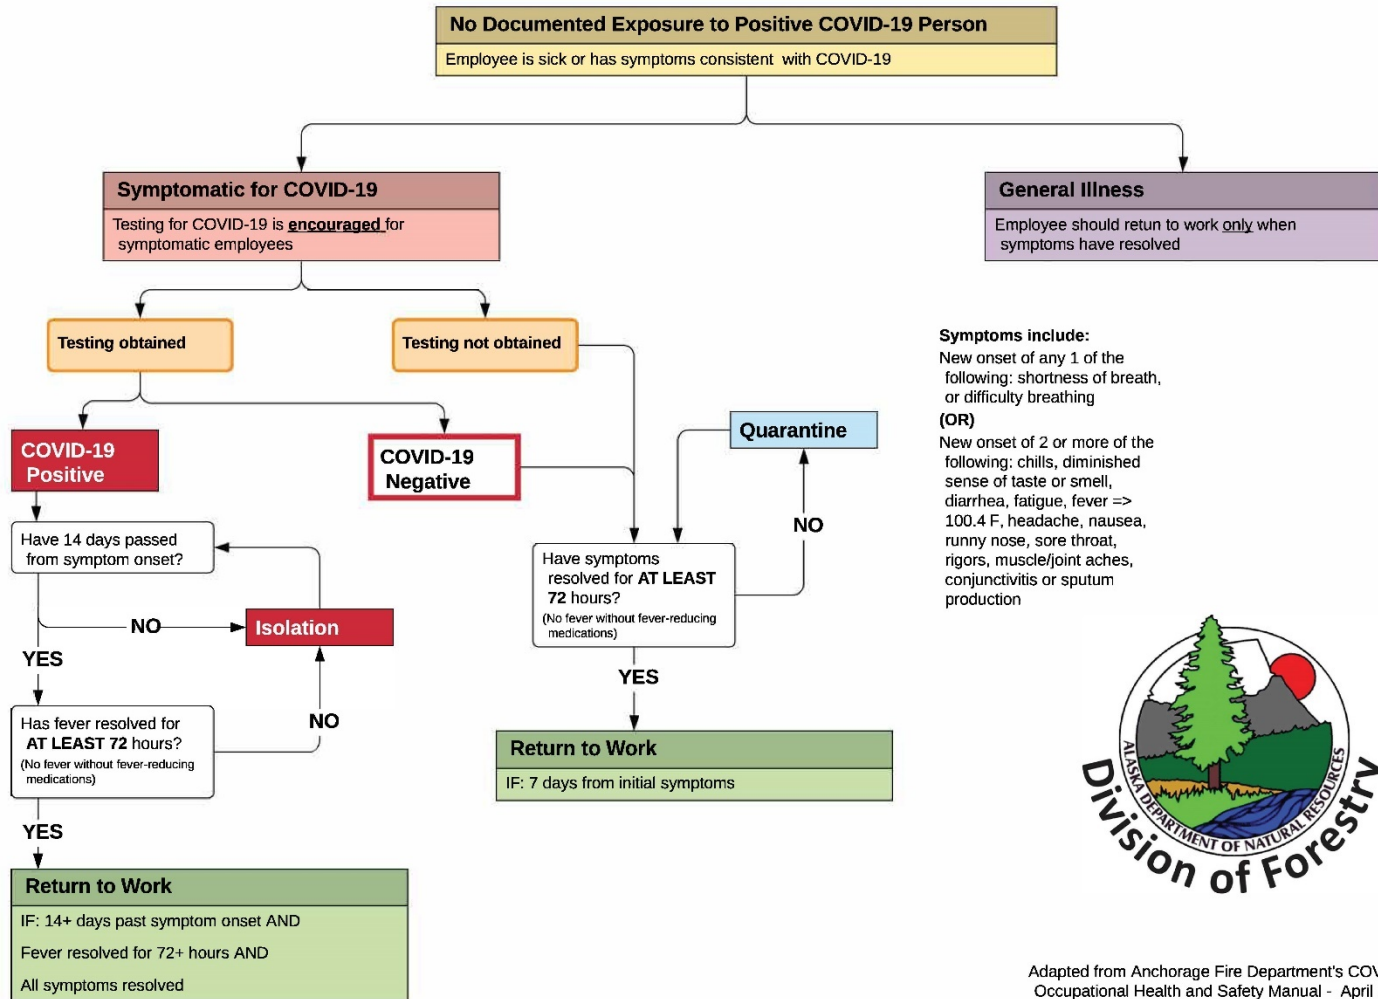 No Documented Exposure to Positive COVID-19 Person
Employee is sick or has symptoms consistent with COVID-19
Symptomatic for COVID-19
Testing for COVID-19 is encouraged for
symptomatic employees
General Illness
Employee should retun to work only when
symptoms have resolved
Testing obtained
Testing not obtained
COVID-19
Positive
COVID-19
Negative
Quarantine
NO
Have 14 days passed
from symptom onset?
NO
Isolation
YES
Has fever resolved for
AT LEAST 72 hours?
(No fever without fever-reducing
medications)
NO
YES
Return to Work
IF: 14+ days past symptom onset AND
Fever resolved for 72+ hours AND
All symptoms resolved
Have symptoms
resolved for AT LEAST
72 hours?
(No fever without fever-reducing
medications)
YES
Return to Work
IF: 7 days from initial symptoms
Symptoms include:
New onset of any 1 of the
following: shortness of breath,
or difficulty breathing
(OR)
New onset of 2 or more of the
following: chills, diminished
sense of taste or smell,
diarrhea, fatigue, fever =>
100.4 F, headache, nausea,
runny nose, sore throat,
rigors, muscle/joint aches,
conjunctivitis or sputum
production
ALASKA DEPARTMENT OF NATURAL RESOURCES
Division of Forestry
Adapted from Anchorage Fire Department's COV
Occupational Health and Safety Manual - April